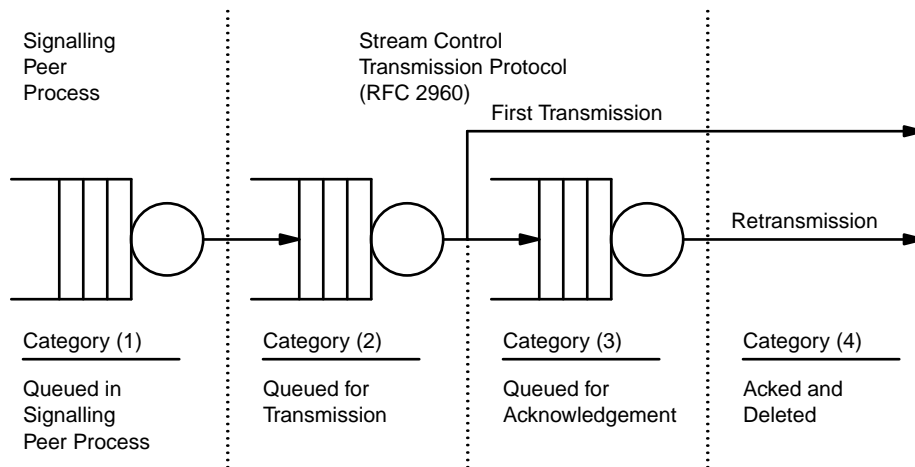 Signalling
Peer
Process
Stream Control
Transmission Protocol
(RFC 2960)
First Transmission
Retransmission
Category (1)
Queued in
Signalling
Peer Process
Category (2)
Queued for
Transmission
Category (3)
Queued for
Acknowledgement
Category (4)
Acked and
Deleted